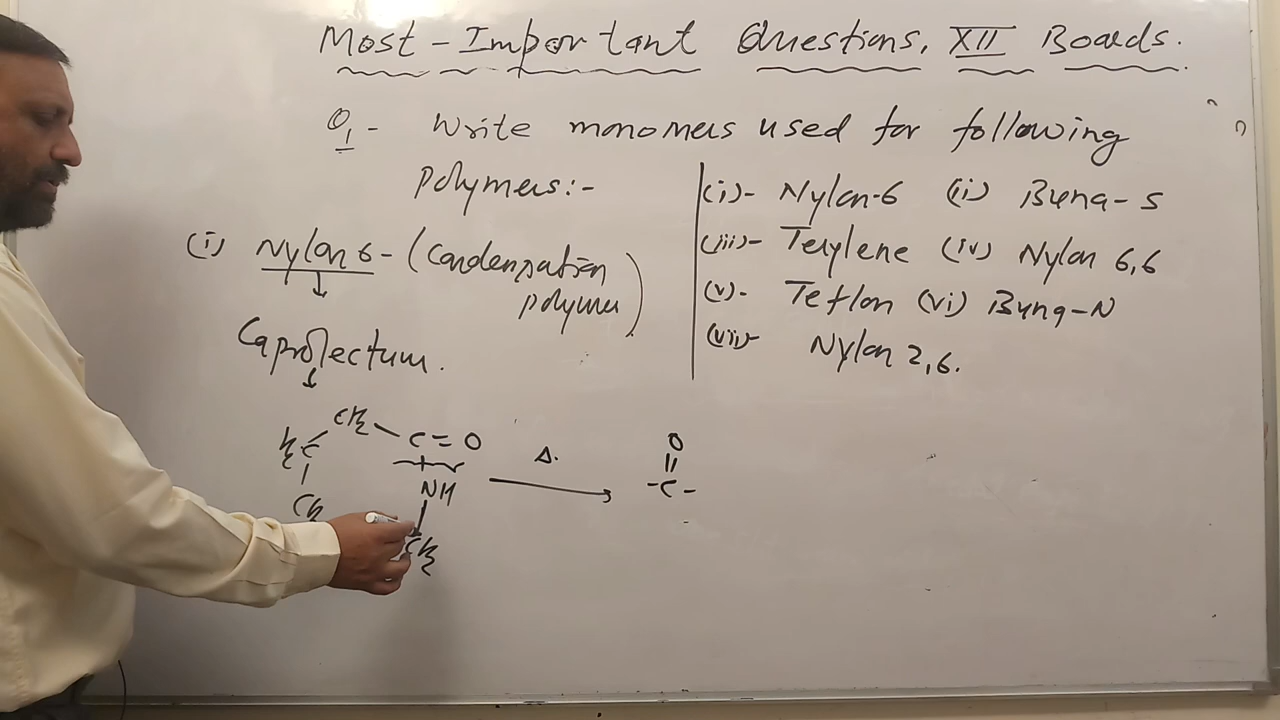 Most-Important Questions, XII Boards.
Q1- Write monomers used for following
polymers:-
(i)- Nylon-6 (ii) Buna-S
(iii)- Terylene (iv) Nylon 6,6
(v)- Teflon (vi) Buna-N
(vii)- Nylon 2,6.
(i) Nylon 6-(Condensation
polymer)
Caprolectum.
CH2 C=O
H2C
NH
CH2
CH2
Δ.
O
-C-